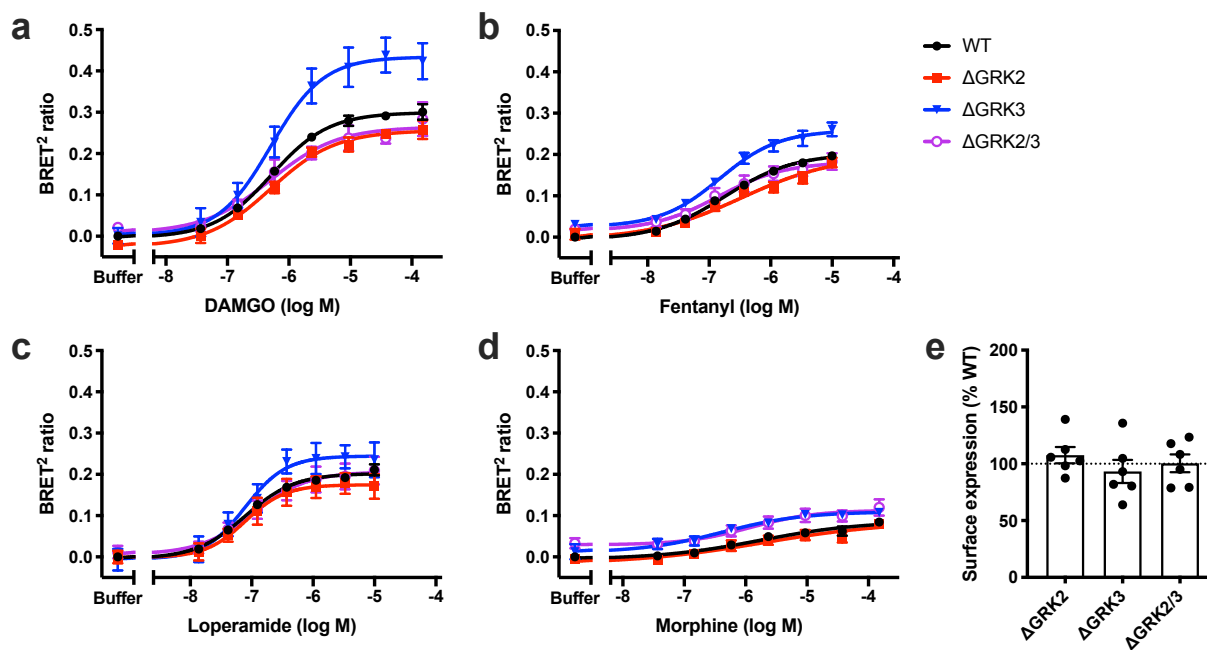 a
BRET² ratio
0.5
0.4
0.3
0.2
0.1
0.0
Buffer -8 -7 -6 -5 -4
DAMGO (log M)
b
BRET² ratio
0.5
0.4
0.3
0.2
0.1
0.0
Buffer -8 -7 -6 -5 -4
Fentanyl (log M)
WT
ΔGRK2
ΔGRK3
ΔGRK2/3
c
BRET² ratio
0.5
0.4
0.3
0.2
0.1
0.0
Buffer -8 -7 -6 -5 -4 -3
Loperamide (log M)
d
BRET² ratio
0.5
0.4
0.3
0.2
0.1
0.0
Buffer -8 -7 -6 -5 -4
Morphine (log M)
e
Surface expression (% WT)
200
150
100
50
0
ΔGRK2
ΔGRK3
ΔGRK2/3